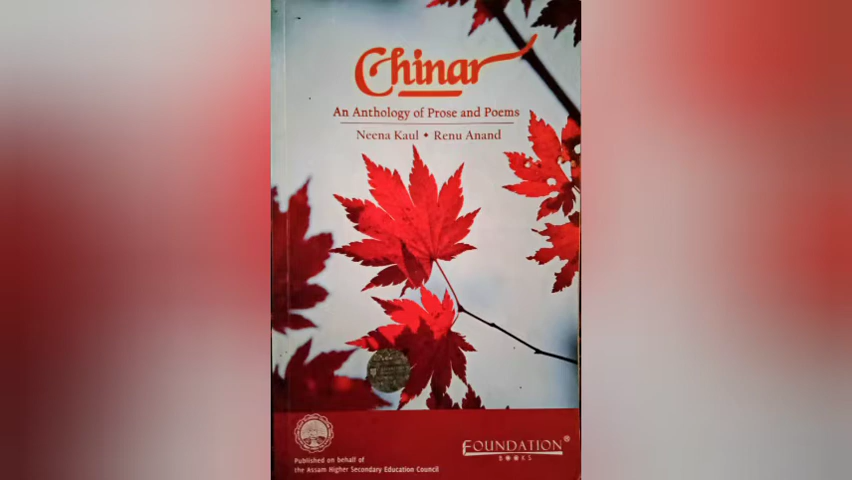 Chinar
An Anthology of Prose and Poems
Neena Kaul • Renu Anand
FOUNDATION®
BOOKS
Published on behalf of
the Assam Higher Secondary Education Council